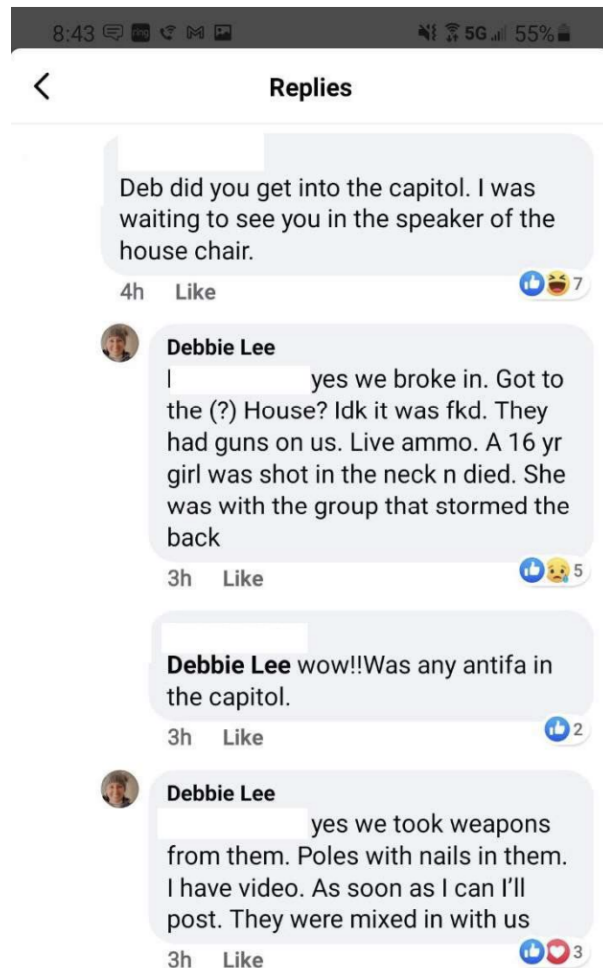 8:43 5G 55%
Replies
Deb did you get into the capitol. I was
waiting to see you in the speaker of the
house chair.
4h Like 7
Debbie Lee
yes we broke in. Got to
the (?) House? Idk it was fkd. They
had guns on us. Live ammo. A 16 yr
girl was shot in the neck n died. She
was with the group that stormed the
back
3h Like 5
Debbie Lee wow!!Was any antifa in
the capitol.
3h Like 2
Debbie Lee
yes we took weapons
from them. Poles with nails in them.
I have video. As soon as I can I’ll
post. They were mixed in with us
3h Like 3